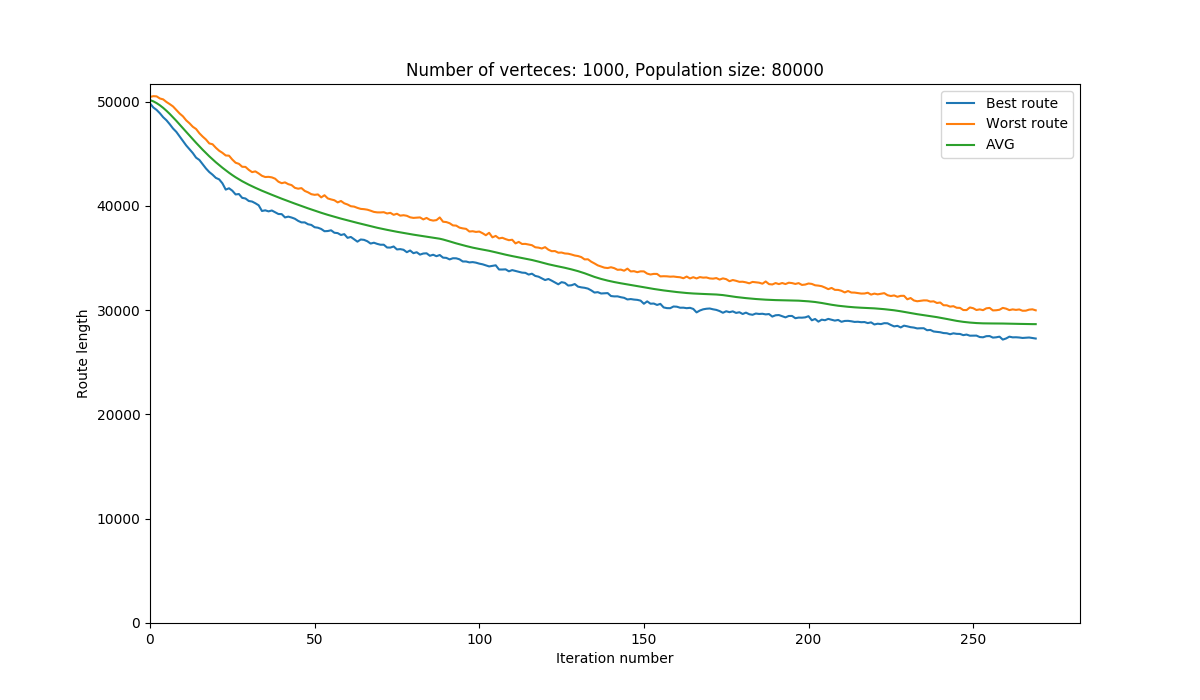 Number of verteces: 1000, Population size: 80000
Best route
Worst route
AVG
50000
40000
30000
20000
10000
0
Route length
0 50 100 150 200 250
Iteration number